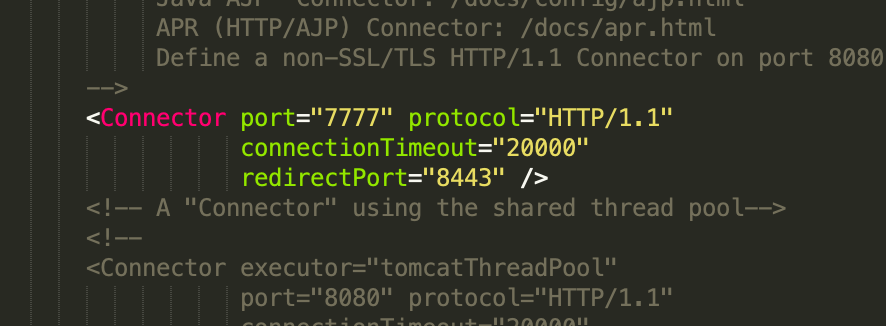 Java AJP  Connector: /docs/config/ajp.html
APR (HTTP/AJP) Connector: /docs/apr.html
Define a non-SSL/TLS HTTP/1.1 Connector on port 8080
-->
<Connector port="7777" protocol="HTTP/1.1"
connectionTimeout="20000"
redirectPort="8443" />
<!-- A "Connector" using the shared thread pool-->
<!--
<Connector executor="tomcatThreadPool"
port="8080" protocol="HTTP/1.1"
connectionTimeout="20000"